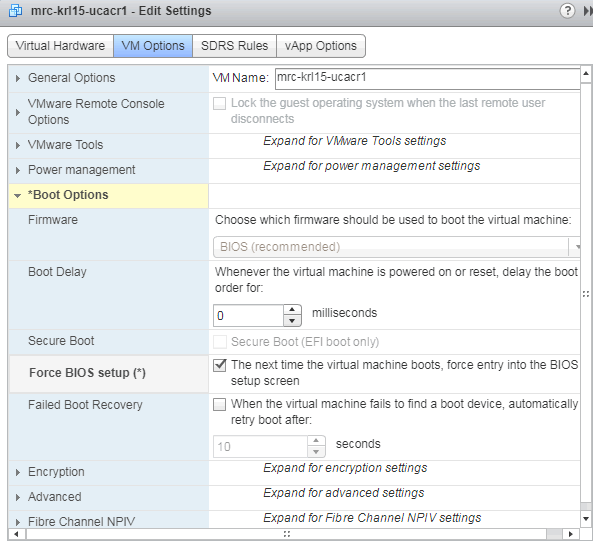 mrc-krl15-ucacr1 - Edit Settings
?
Virtual Hardware VM Options SDRS Rules vApp Options
General Options VM Name: mrc-krl15-ucacr1
VMware Remote Console
Options
Lock the guest operating system when the last remote user
disconnects
VMware Tools Expand for VMware Tools settings
Power management Expand for power management settings
*Boot Options
Firmware Choose which firmware should be used to boot the virtual machine:
BIOS (recommended)
Boot Delay Whenever the virtual machine is powered on or reset, delay the boot
order for:
0 milliseconds
Secure Boot Secure Boot (EFI boot only)
Force BIOS setup (*) The next time the virtual machine boots, force entry into the BIOS
setup screen
Failed Boot Recovery When the virtual machine fails to find a boot device, automatically
retry boot after:
10 seconds
Encryption Expand for encryption settings
Advanced Expand for advanced settings
Fibre Channel NPIV Expand for Fibre Channel NPIV settings